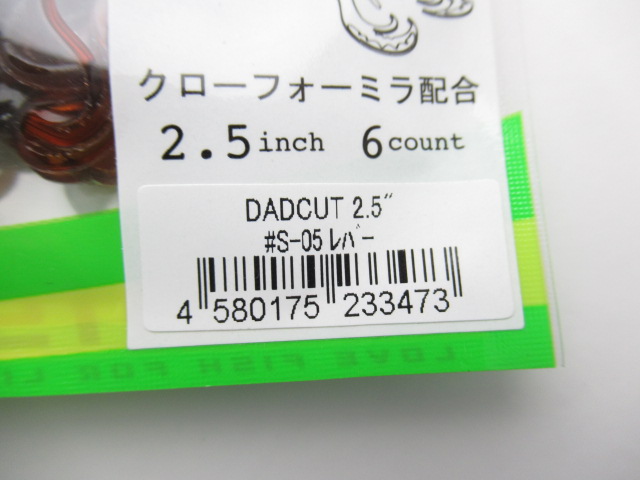 クローフォーミラ配合
2.5inch 6count
DADCUT 2.5″
#S-05 ﾚﾊﾞｰ
4 580175 233473
LOVE FISH FOR LI